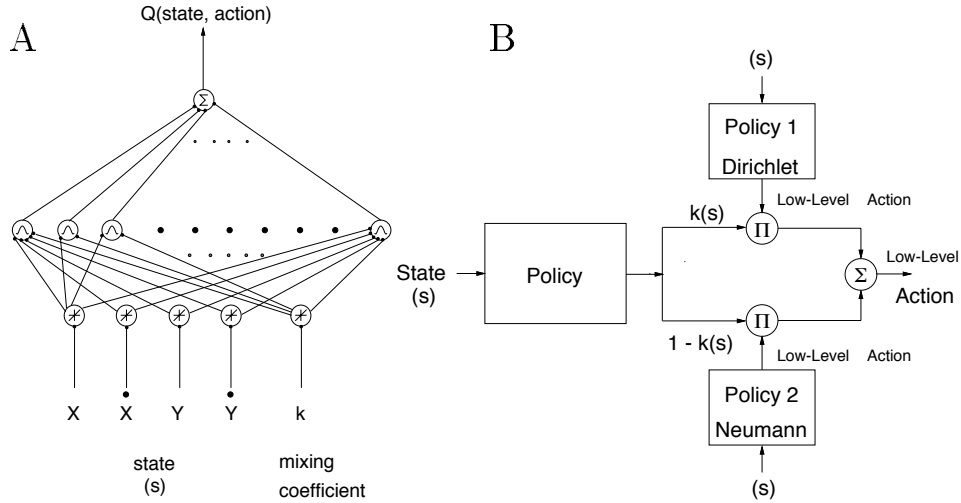 A
Q(state, action)
Σ
X
Ẋ
Y
Ẏ
k
state
(s)
mixing
coefficient
B
(s)
Policy 1
Dirichlet
Low-Level Action
k(s)
Π
State
(s)
Policy
Σ
Low-Level
Action
1 - k(s)
Π
Low-Level Action
Policy 2
Neumann
(s)